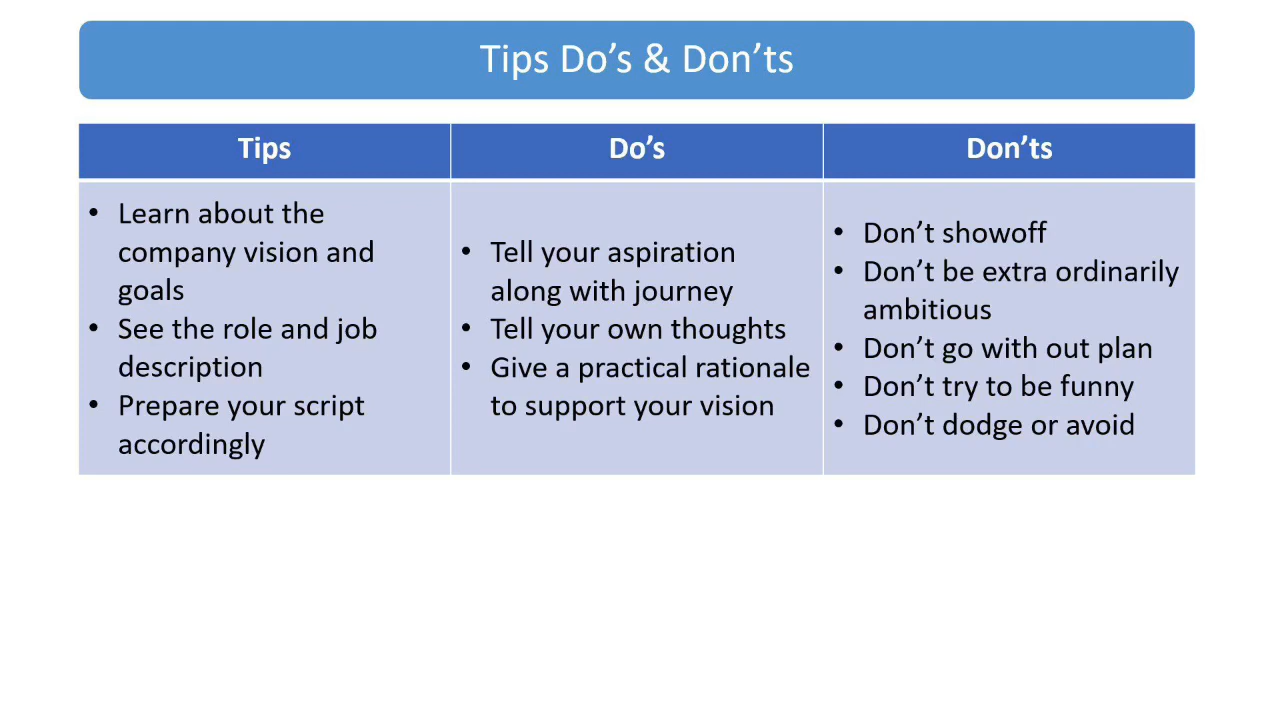 Tips Do’s & Don’ts
Tips
Do’s
Don’ts
• Learn about the
company vision and
goals
• See the role and job
description
• Prepare your script
accordingly
• Tell your aspiration
along with journey
• Tell your own thoughts
• Give a practical rationale
to support your vision
• Don’t showoff
• Don’t be extra ordinarily
ambitious
• Don’t go with out plan
• Don’t try to be funny
• Don’t dodge or avoid